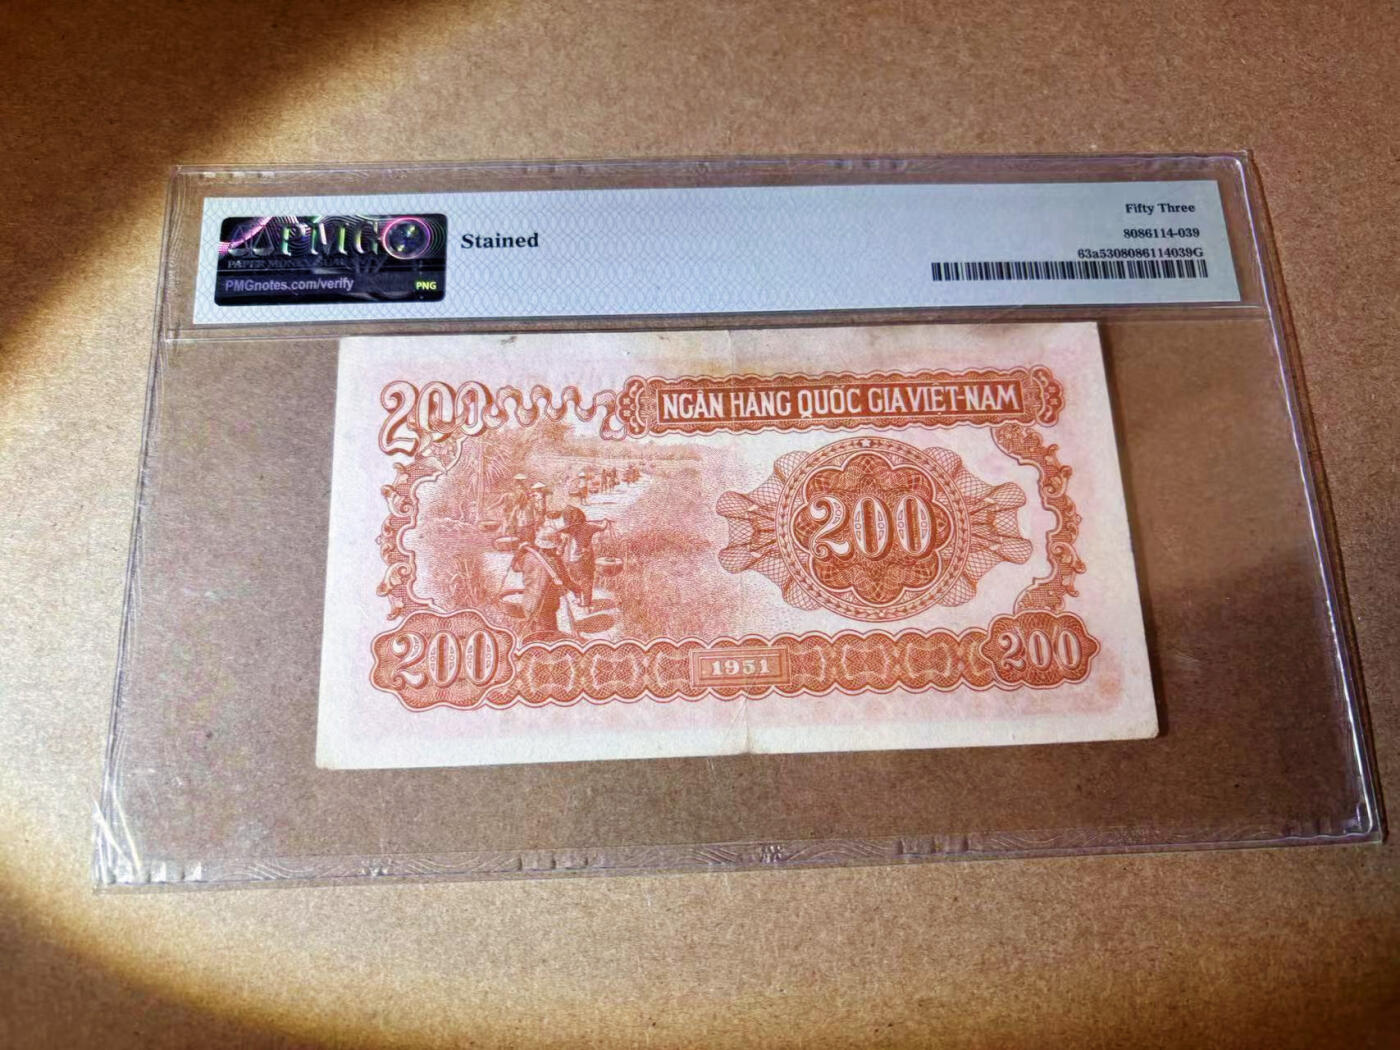 PMG
Stained
Fifty Three
8086114-039
63a5308086114039G
PMGnotes.com/verify
PNG
200
NGÂN HÀNG QUỐC GIA VIỆT-NAM
200
200
1951
200